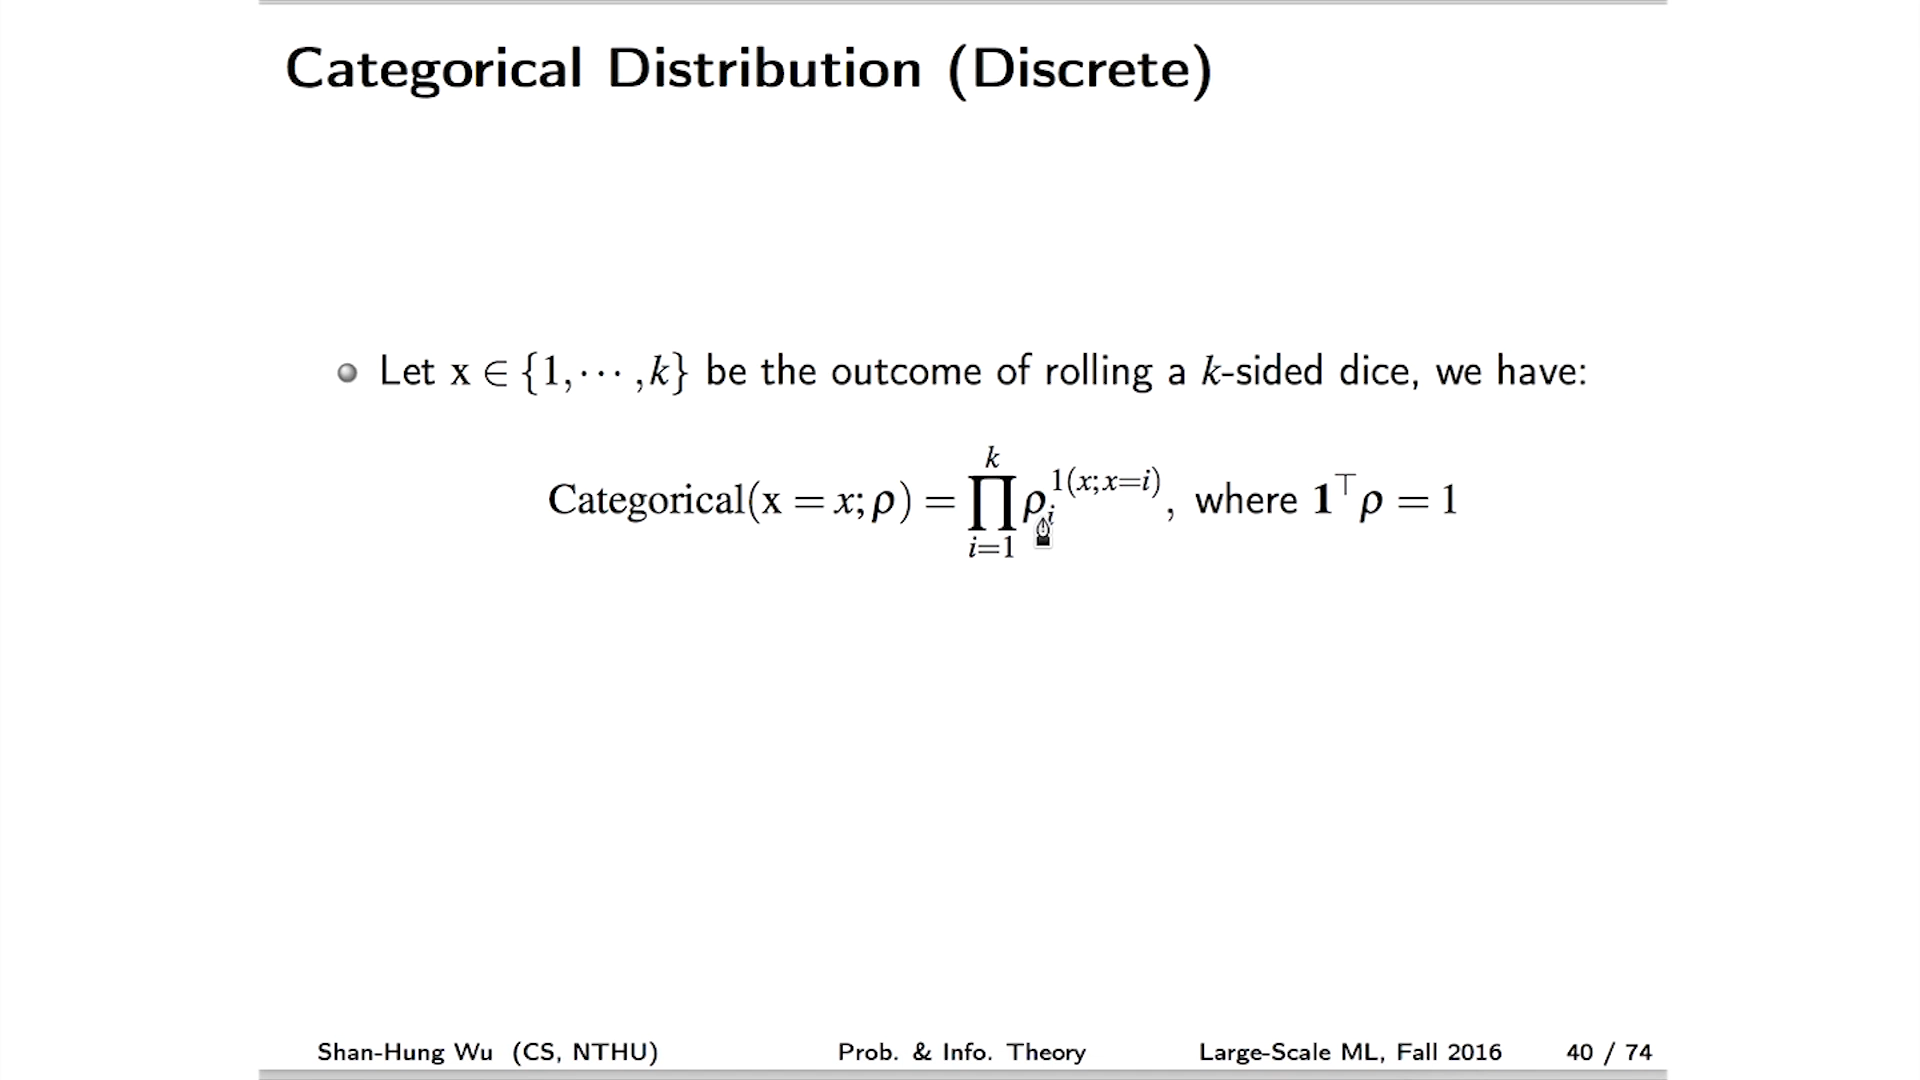 Categorical Distribution (Discrete)
Let x ∈ {1,··· ,k} be the outcome of rolling a k-sided dice, we have:
Categorical(x = x;ρ) = ∏_{i=1}^{k} ρ_i^{1(x;x=i)}, where 1^⊤ρ = 1
Shan-Hung Wu (CS, NTHU) Prob. & Info. Theory Large-Scale ML, Fall 2016 40 / 74